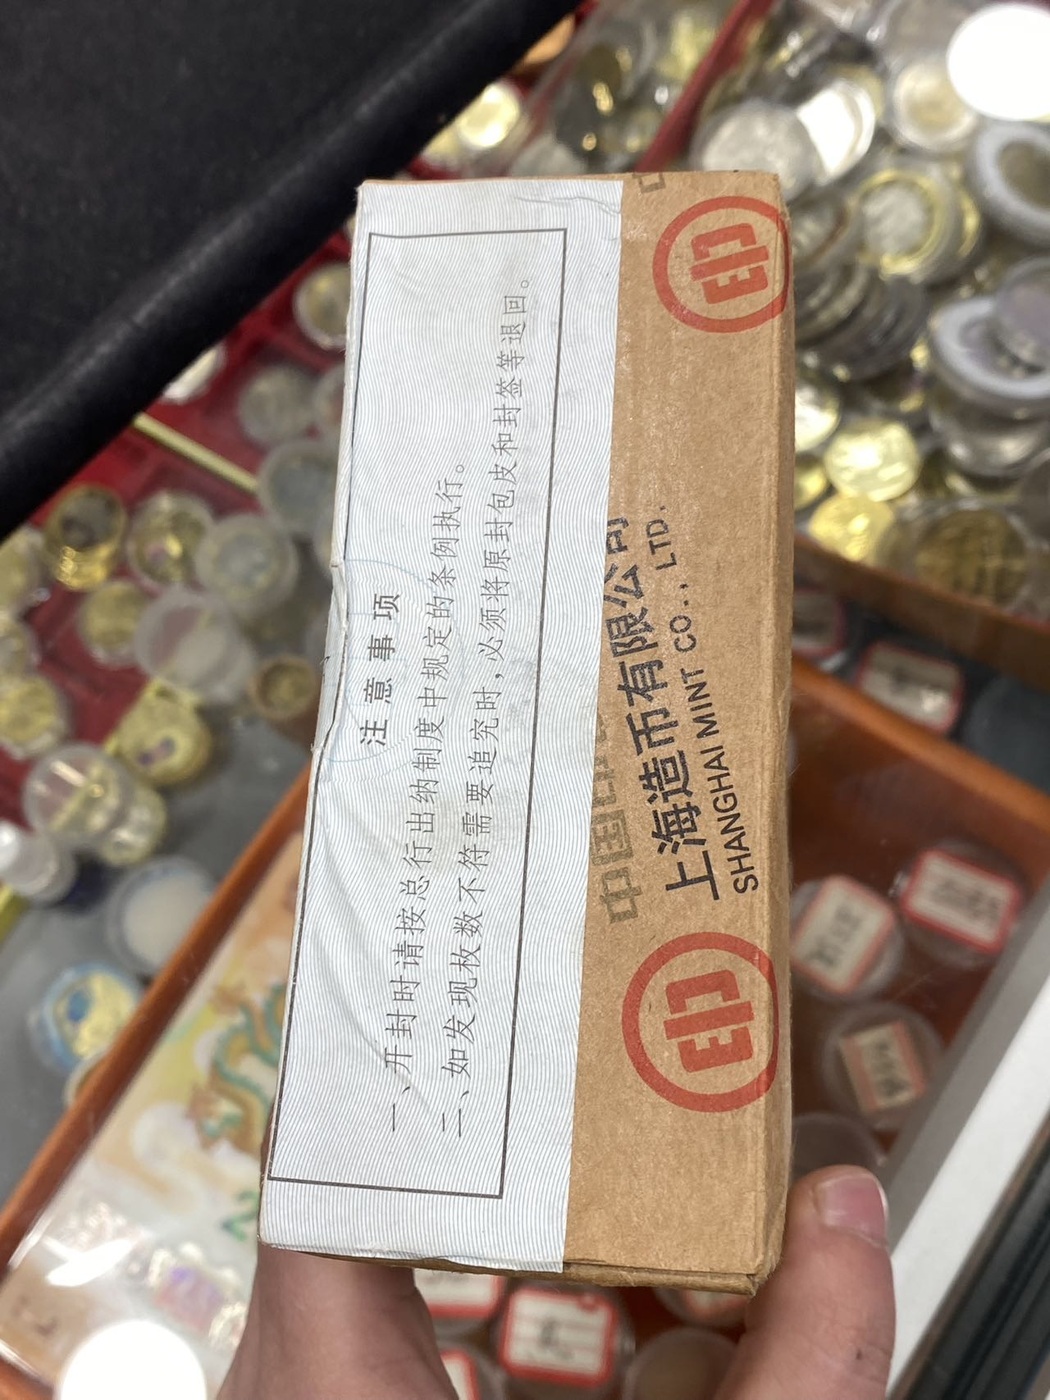 注意事项
一、开封时请按总行出纳制度中规定的条例执行。
二、如发现枚数不符需要追究时，必须将原封包皮和封签等退回。
中国
上海造币有限公司
SHANGHAI MINT CO., LTD.